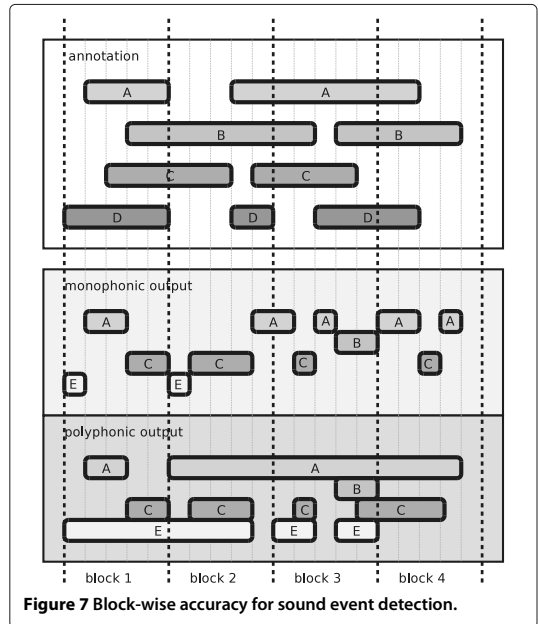 annotation
A A
B B
C C
D D D
monophonic output
A A A A A
B
C C C C
E E
polyphonic output
A A
B
C C C C
E E E
block 1 block 2 block 3 block 4
Figure 7 Block-wise accuracy for sound event detection.